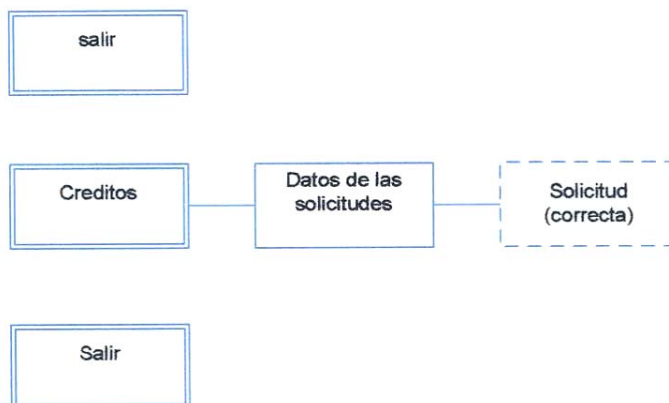 salir
Creditos
Datos de las
solicitudes
Solicitud
(correcta)
Salir